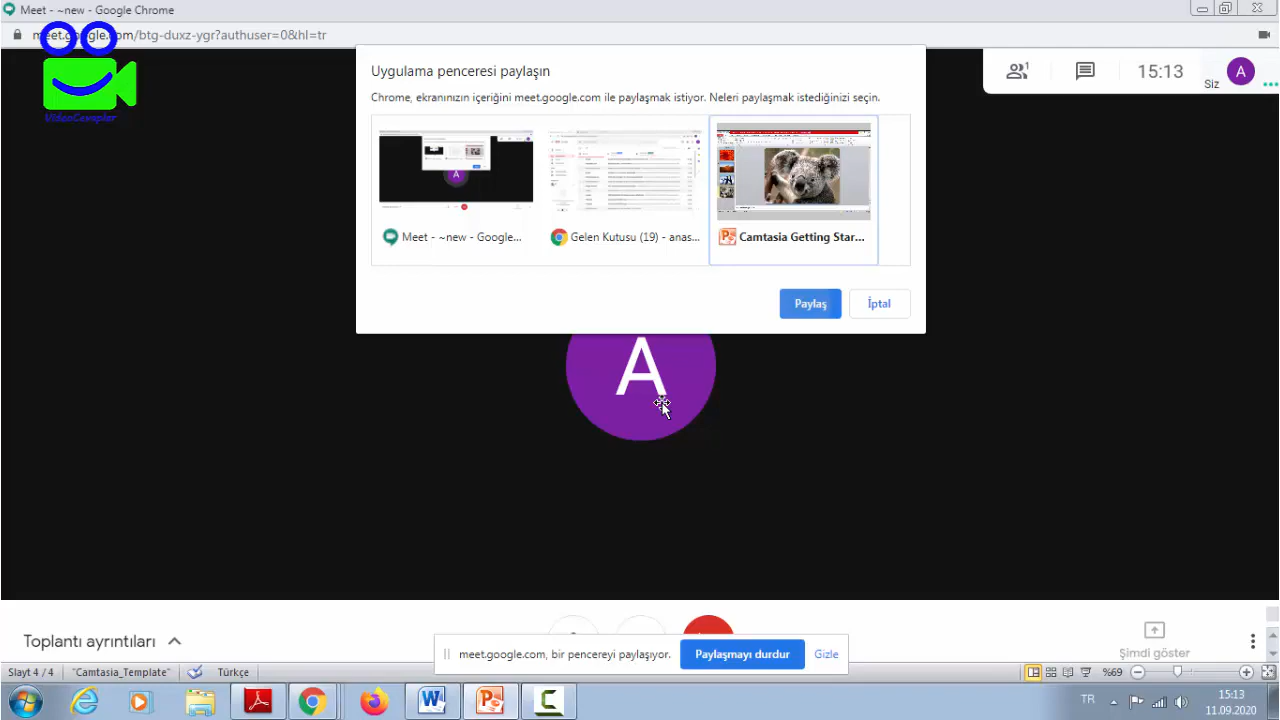 Meet - ~new - Google Chrome
meet.google.com/btg-duxz-ygr?authuser=0&hl=tr
VideoCevaplar
Uygulama penceresi paylaşın
Chrome, ekranınızın içeriğini meet.google.com ile paylaşmak istiyor. Neleri paylaşmak istediğinizi seçin.
Meet - ~new - Google...
Gelen Kutusu (19) - anas...
Camtasia Getting Star...
Paylaş
İptal
15:13
Siz
A
A
Toplantı ayrıntıları
meet.google.com, bir pencereyi paylaşıyor.
Paylaşmayı durdur
Gizle
Şimdi göster
Slayt 4 / 4
"Camtasia_Template"
Türkçe
%69
TR
15:13
11.09.2020